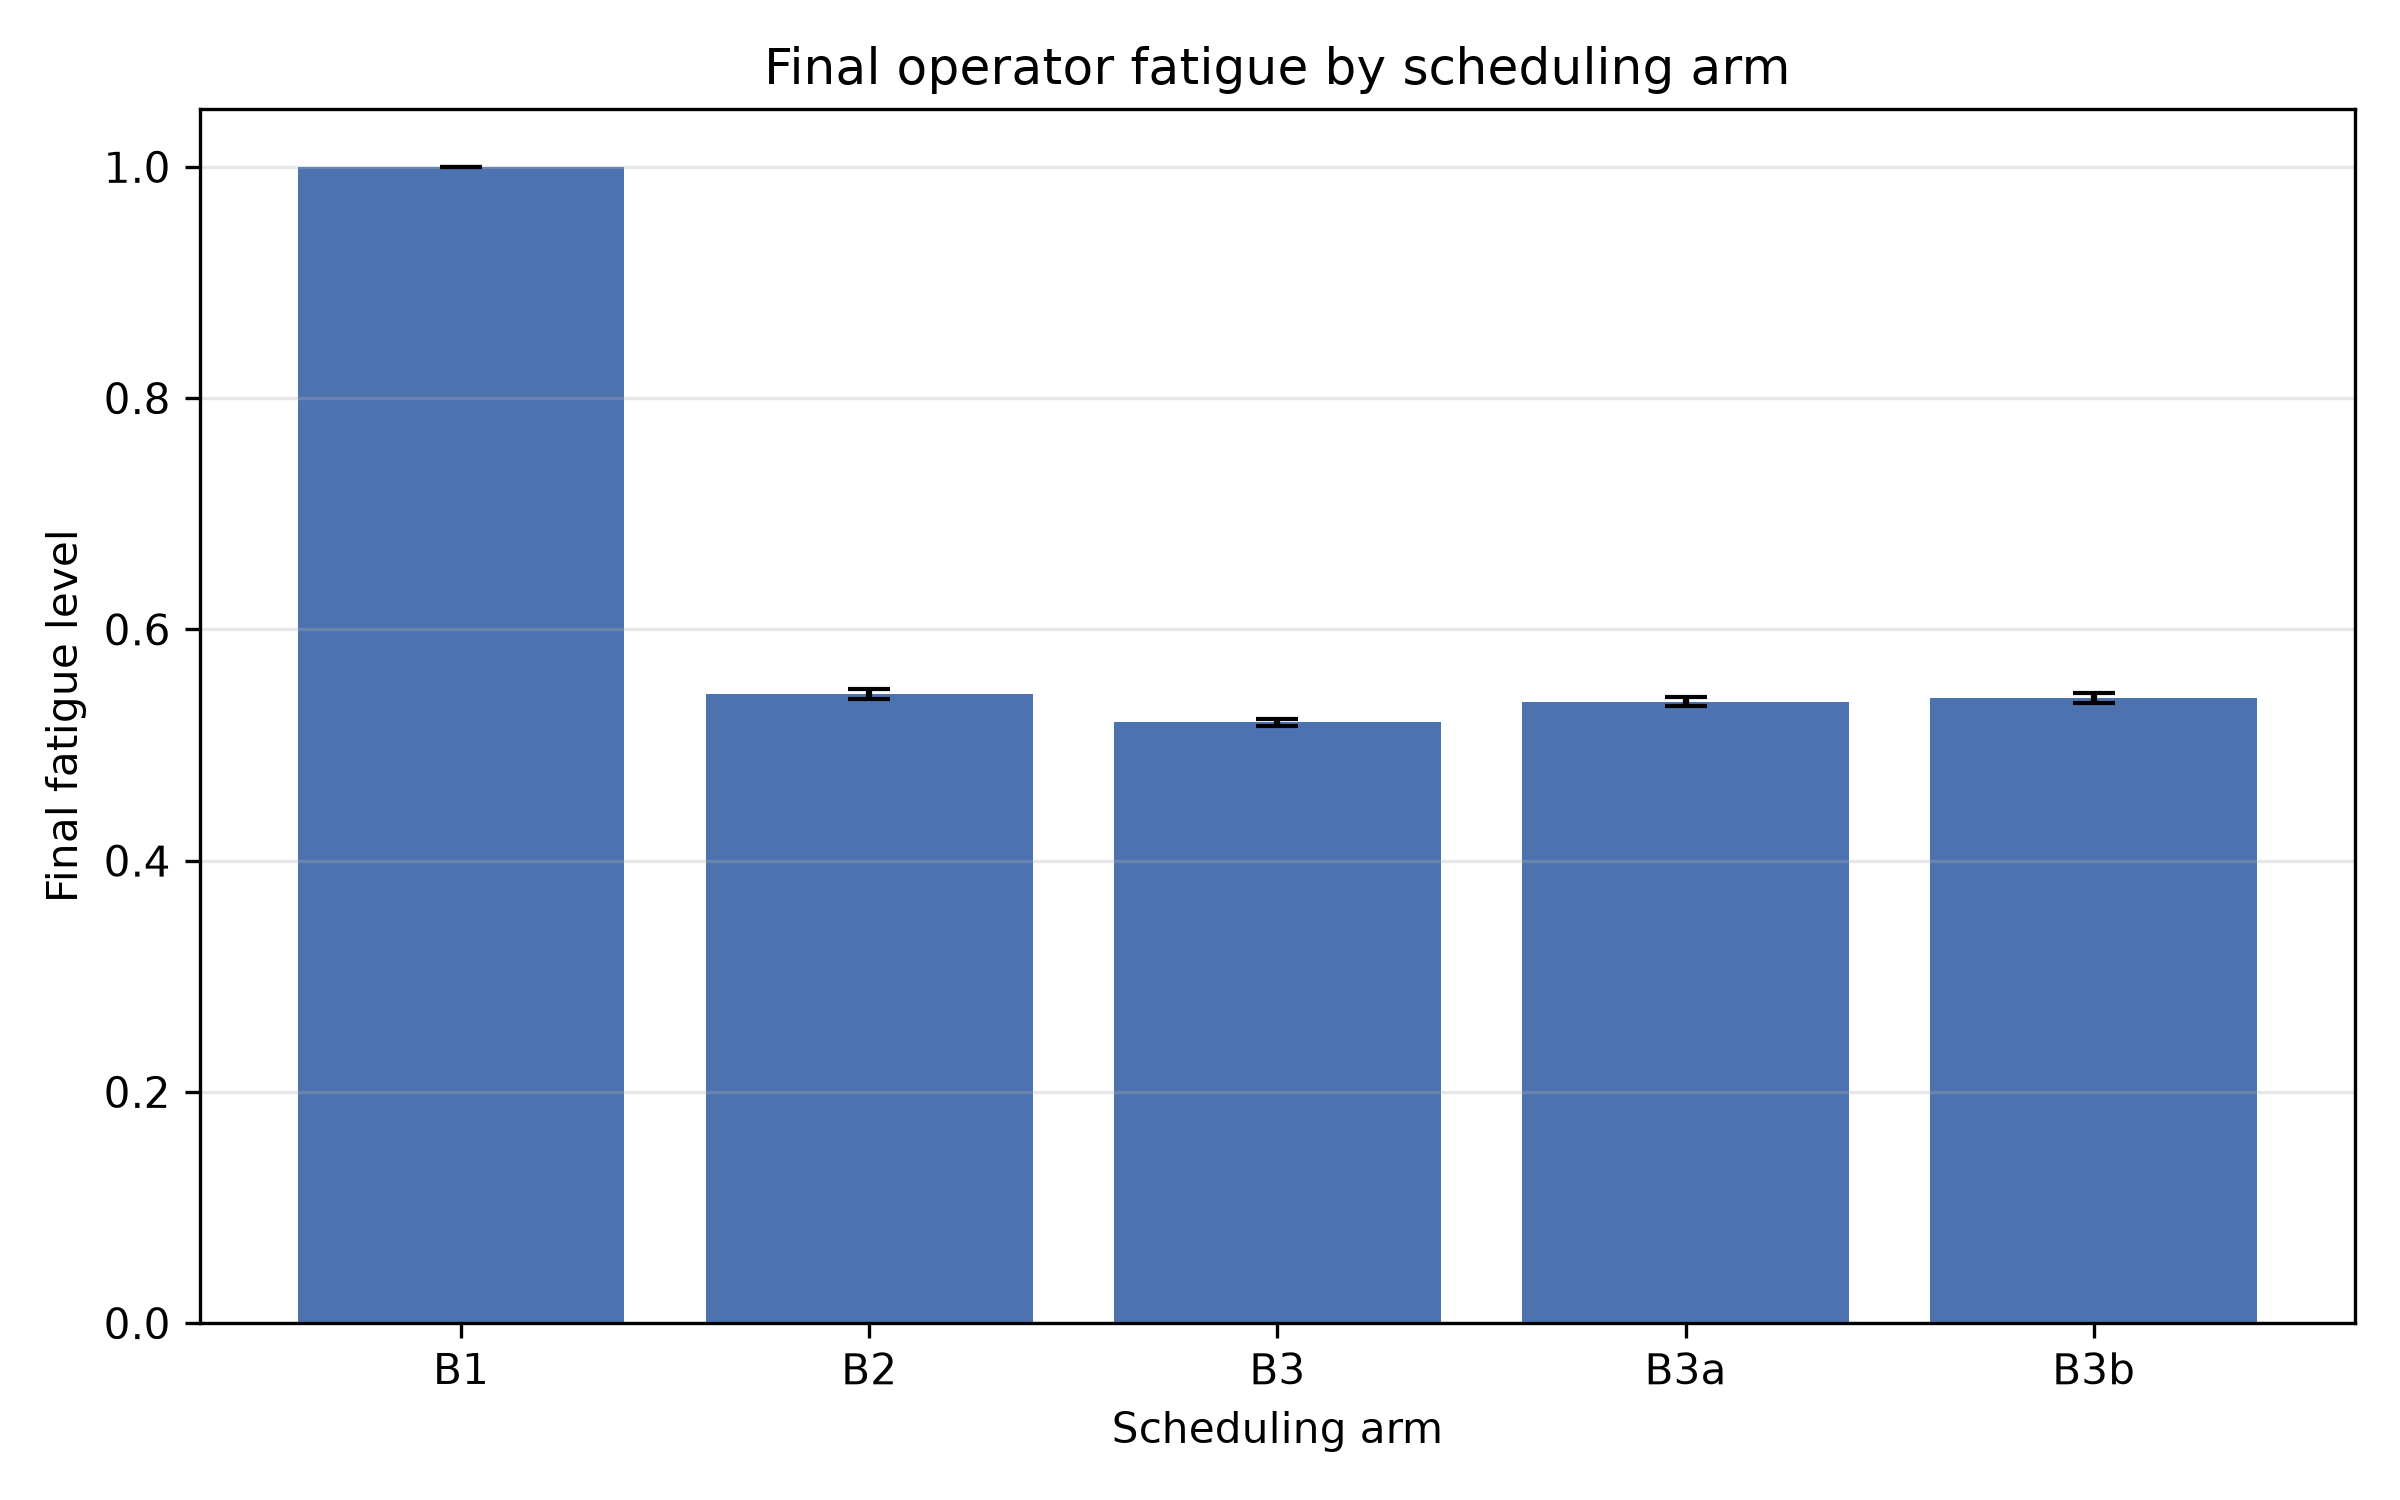 Final operator fatigue by scheduling arm
Final fatigue level
1.0
0.8
0.6
0.4
0.2
0.0
B1 B2 B3 B3a B3b
Scheduling arm